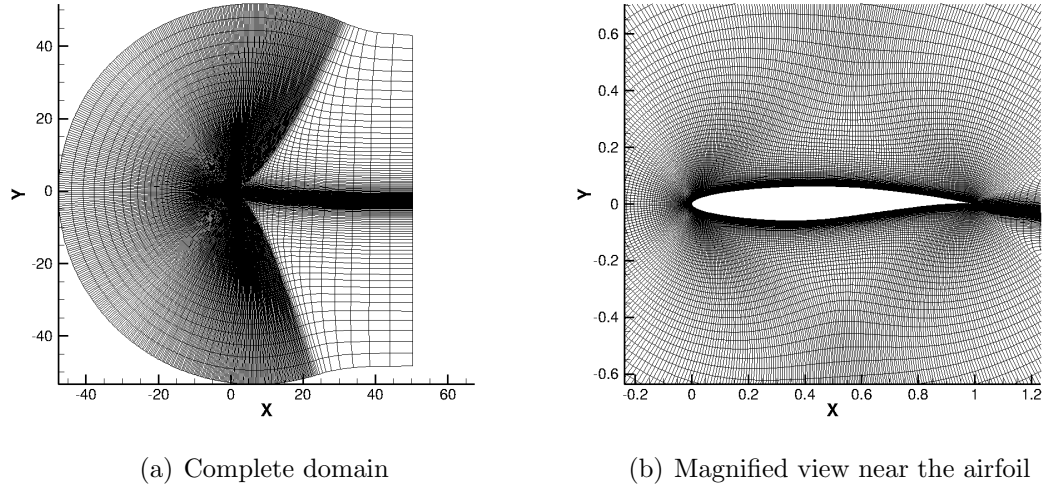 40
20
0
-20
-40
Y
-40 -20 0 20 40 60
X
0.6
0.4
0.2
0
-0.2
-0.4
-0.6
Y
-0.2 0 0.2 0.4 0.6 0.8 1 1.2
X
(a) Complete domain
(b) Magnified view near the airfoil